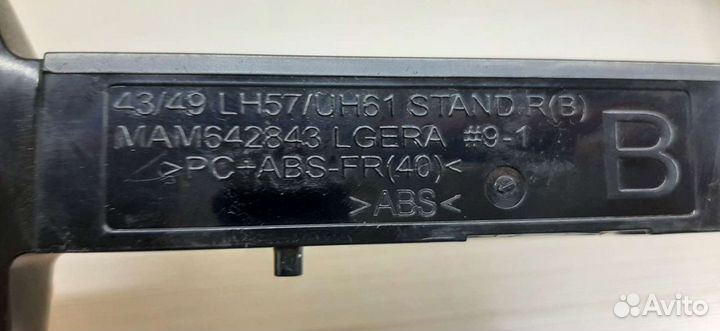 43/49 LH57/UH61 STAND R(B)
MAM642843 LGERA #9-1
>PC+ABS-FR(40)<
>ABS<
B
Avito